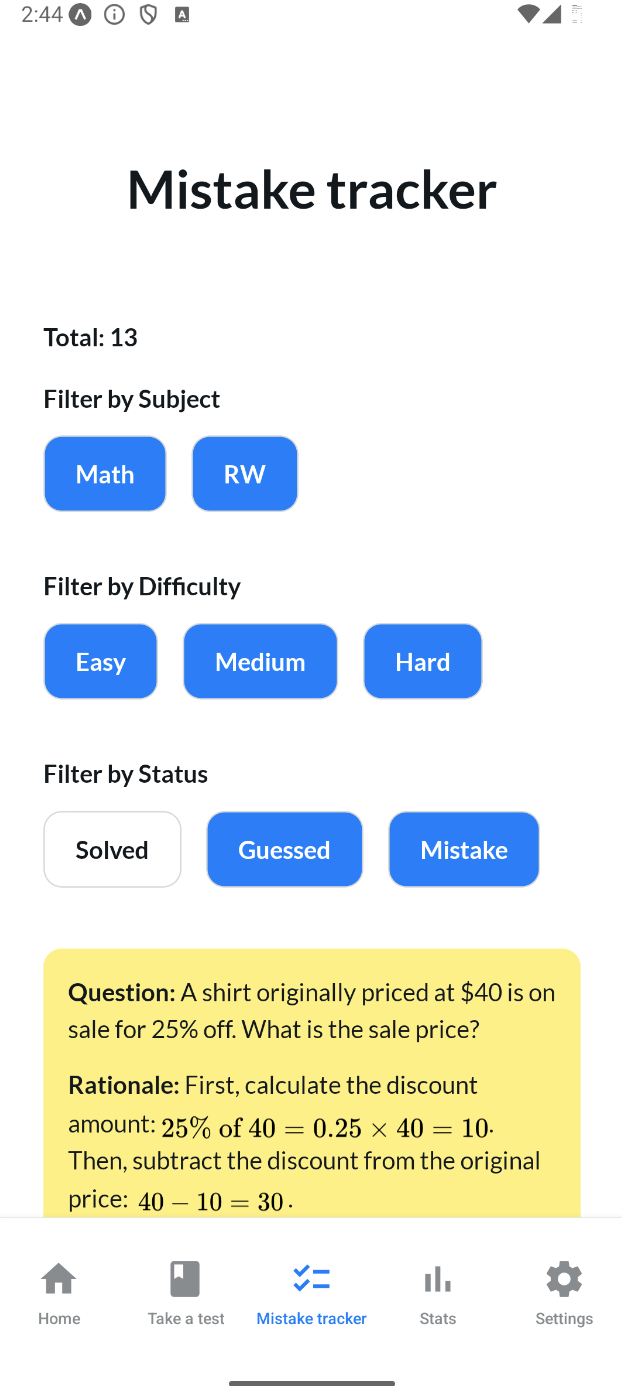 2:44
Mistake tracker
Total: 13
Filter by Subject
Math RW
Filter by Difficulty
Easy Medium Hard
Filter by Status
Solved Guessed Mistake
Question: A shirt originally priced at $40 is on
sale for 25% off. What is the sale price?
Rationale: First, calculate the discount
amount: 25% of 40 = 0.25 × 40 = 10.
Then, subtract the discount from the original
price: 40 − 10 = 30.
Home Take a test Mistake tracker Stats Settings